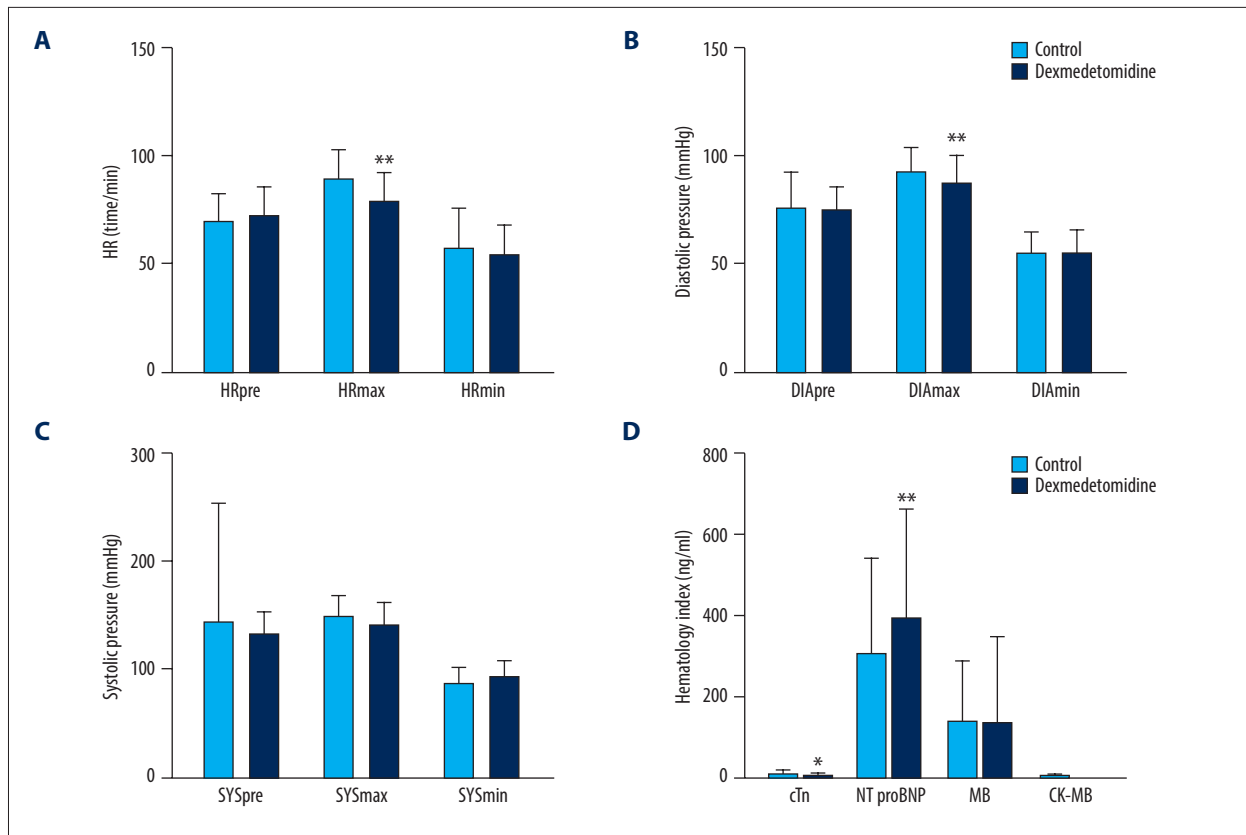 A
150
100
50
0
HR (time/min)
**
HRpre HRmax HRmin
B
150
100
50
0
Diastolic pressure (mmHg)
Control
Dexmedetomidine
**
DIApre DIAmax DIAmin
C
300
200
100
0
Systolic pressure (mmHg)
SYSpre SYSmax SYSmin
D
800
600
400
200
0
Hematology index (ng/ml)
Control
Dexmedetomidine
**
*
cTn NT proBNP MB CK-MB